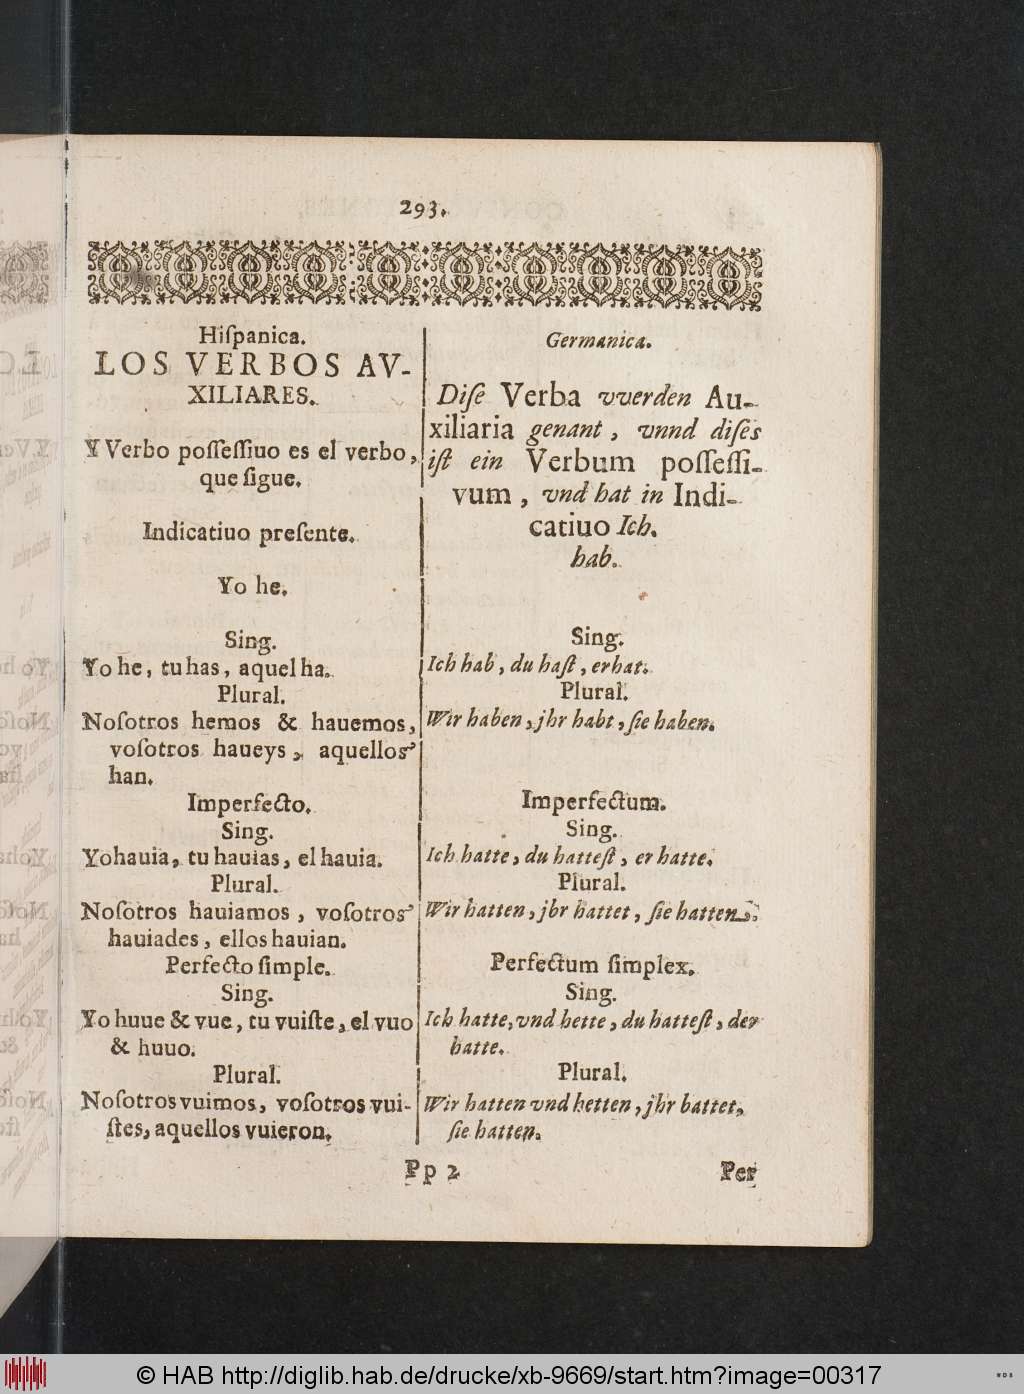 293.
Hiſpanica.
LOS VERBOS AV-
XILIARES.
Y Verbo poſſeſſiuo es el verbo,
que ſigue.
Indicatiuo preſente.
Yo he.
Sing.
Yo he, tu has, aquel ha.
Plural.
Noſotros hemos & hauemos,
voſotros haueys, aquellos
han.
Imperfecto.
Sing.
Yo hauia, tu hauias, el hauia.
Plural.
Noſotros hauiamos, voſotros
hauiades, ellos hauian.
Perfecto ſimple.
Sing.
Yo huue & vue, tu vuiſte, el vuo
& huuo.
Plural.
Noſotros vuimos, voſotros vui-
ſtes, aquellos vuieron.
Germanica.
Diſe Verba vverden Au-
xiliaria genant, vnnd diſes
iſt ein Verbum poſſeſſi-
vum, vnd hat in Indi-
catiuo Ich.
hab.
Sing.
Ich hab, du haſt, er hat.
Plural.
Wir haben, jhr habt, ſie haben.
Imperfectum.
Sing.
Ich hatte, du hatteſt, er hatte.
Plural.
Wir hatten, jhr hattet, ſie hatten.
Perfectum ſimplex.
Sing.
Ich hatte, vnd hette, du hatteſt, der
hatte.
Plural.
Wir hatten vnd hetten, jhr hattet,
ſie hatten.
Pp 2
Per
© HAB http://diglib.hab.de/drucke/xb-9669/start.htm?image=00317